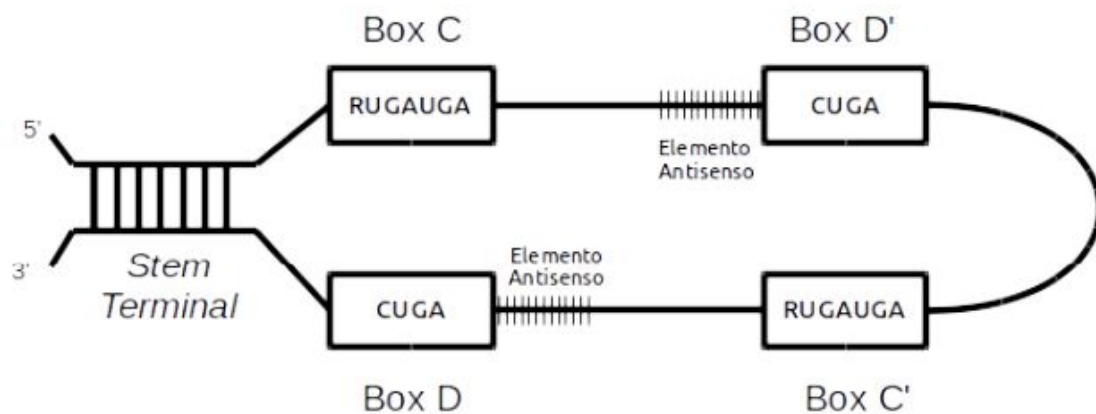 Box C
Box D'
RUGAUGA
CUGA
5'
Elemento
Antisenso
3'
Stem
Terminal
Elemento
Antisenso
CUGA
RUGAUGA
Box D
Box C'